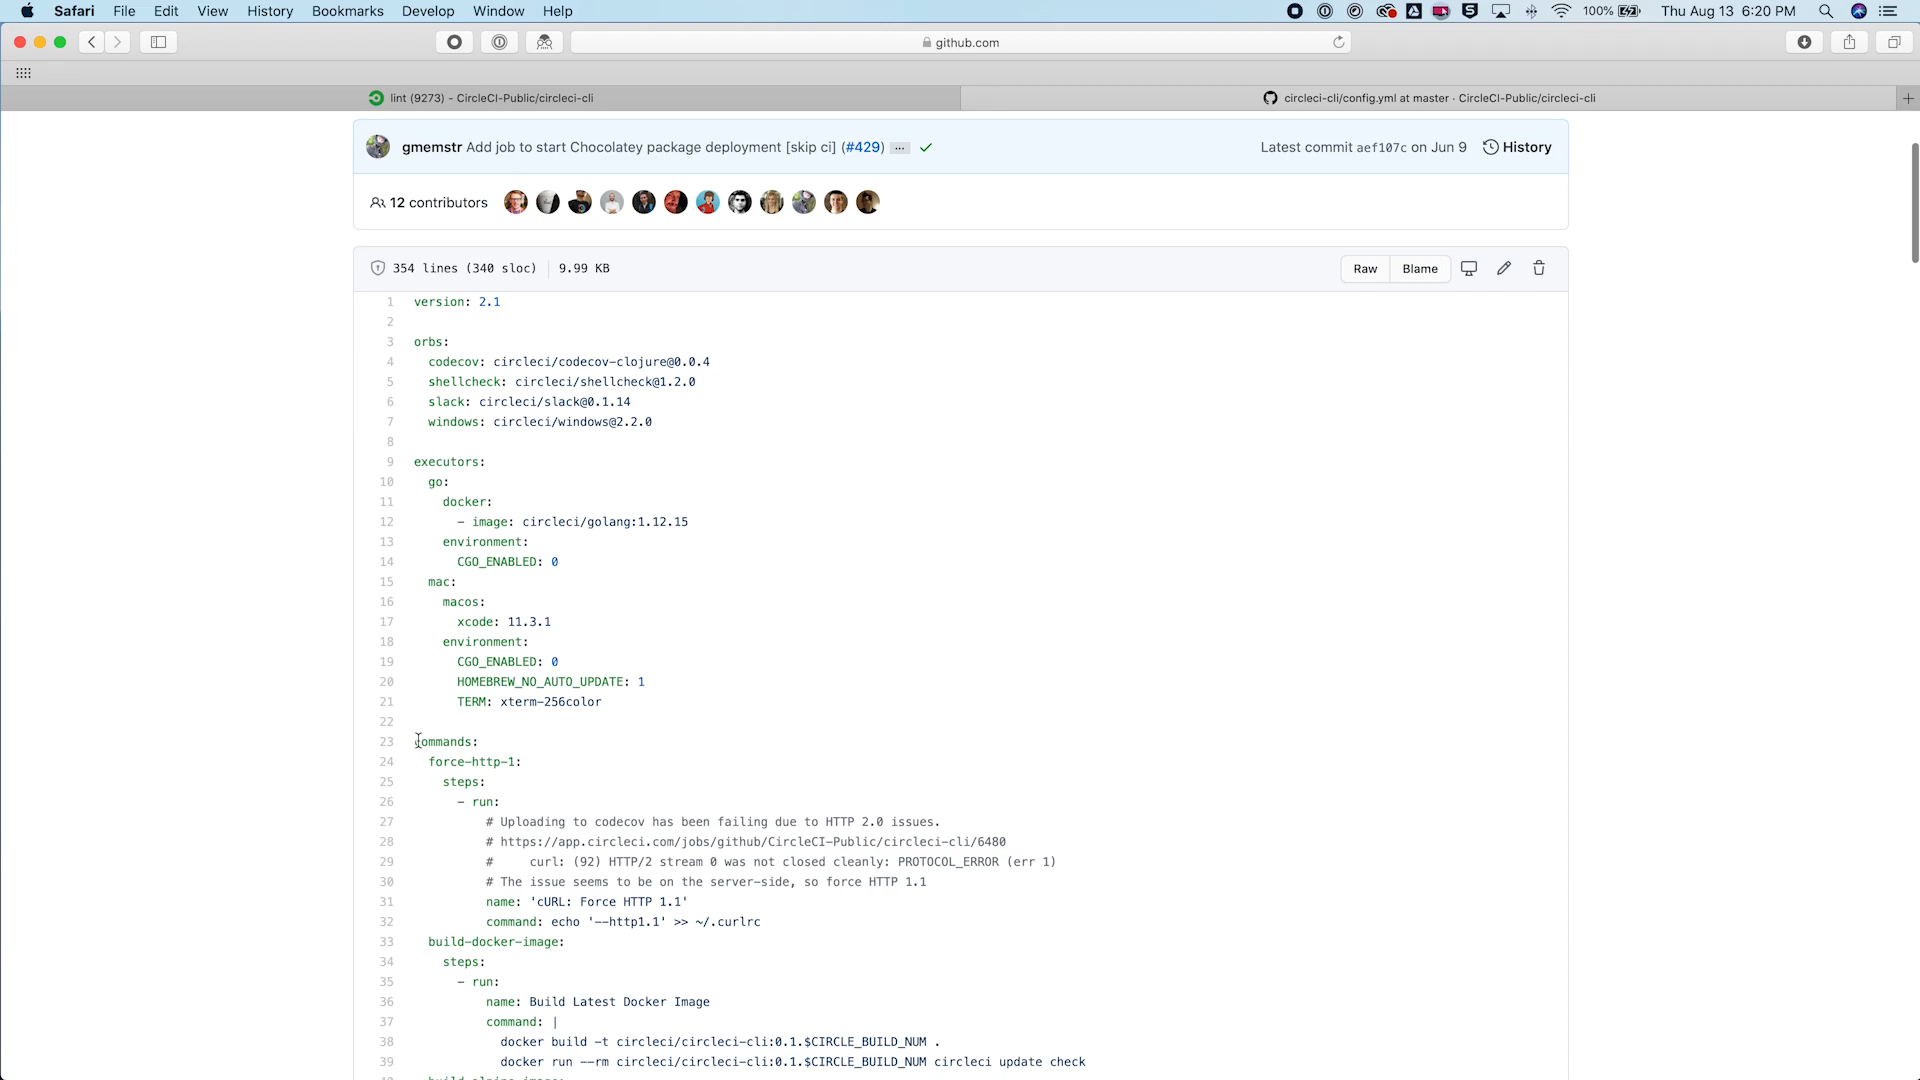 Safari File Edit View History Bookmarks Develop Window Help 100% Thu Aug 13 6:20 PM
github.com
lint (9273) - CircleCI-Public/circleci-cli
circleci-cli/config.yml at master · CircleCI-Public/circleci-cli
gmemstr Add job to start Chocolatey package deployment [skip ci] (#429) ... Latest commit aef107c on Jun 9 History
12 contributors
354 lines (340 sloc) 9.99 KB Raw Blame
1 version: 2.1
2
3 orbs:
4 codecov: circleci/codecov-clojure@0.0.4
5 shellcheck: circleci/shellcheck@1.2.0
6 slack: circleci/slack@0.1.14
7 windows: circleci/windows@2.2.0
8
9 executors:
10 go:
11 docker:
12 - image: circleci/golang:1.12.15
13 environment:
14 CGO_ENABLED: 0
15 mac:
16 macos:
17 xcode: 11.3.1
18 environment:
19 CGO_ENABLED: 0
20 HOMEBREW_NO_AUTO_UPDATE: 1
21 TERM: xterm-256color
22
23 commands:
24 force-http-1:
25 steps:
26 - run:
27 # Uploading to codecov has been failing due to HTTP 2.0 issues.
28 # https://app.circleci.com/jobs/github/CircleCI-Public/circleci-cli/6480
29 # curl: (92) HTTP/2 stream 0 was not closed cleanly: PROTOCOL_ERROR (err 1)
30 # The issue seems to be on the server-side, so force HTTP 1.1
31 name: 'cURL: Force HTTP 1.1'
32 command: echo '--http1.1' >> ~/.curlrc
33 build-docker-image:
34 steps:
35 - run:
36 name: Build Latest Docker Image
37 command: |
38 docker build -t circleci/circleci-cli:0.1.$CIRCLE_BUILD_NUM .
39 docker run --rm circleci/circleci-cli:0.1.$CIRCLE_BUILD_NUM circleci update check